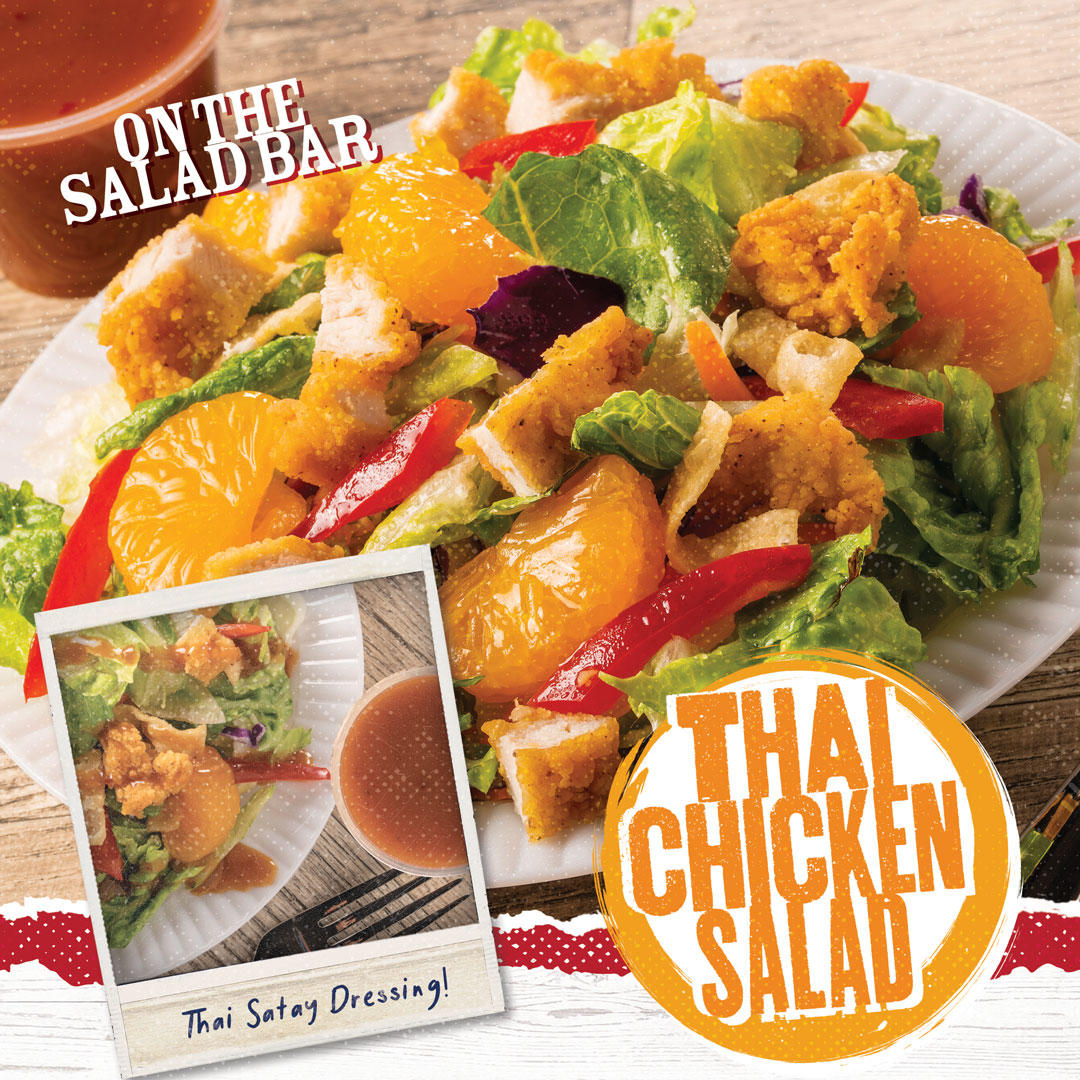 ON THE
SALAD BAR
Thai Satay Dressing!
THAI
CHICKEN
SALAD